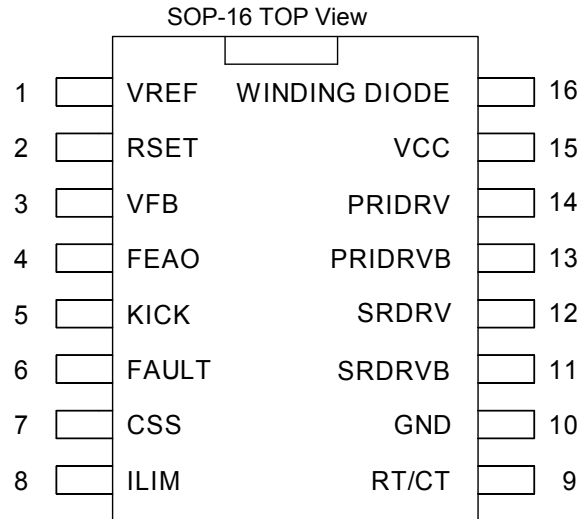 SOP-16 TOP View
1 VREF WINDING DIODE 16
2 RSET VCC 15
3 VFB PRIDRV 14
4 FEAO PRIDRVB 13
5 KICK SRDRV 12
6 FAULT SRDRVB 11
7 CSS GND 10
8 ILIM RT/CT 9